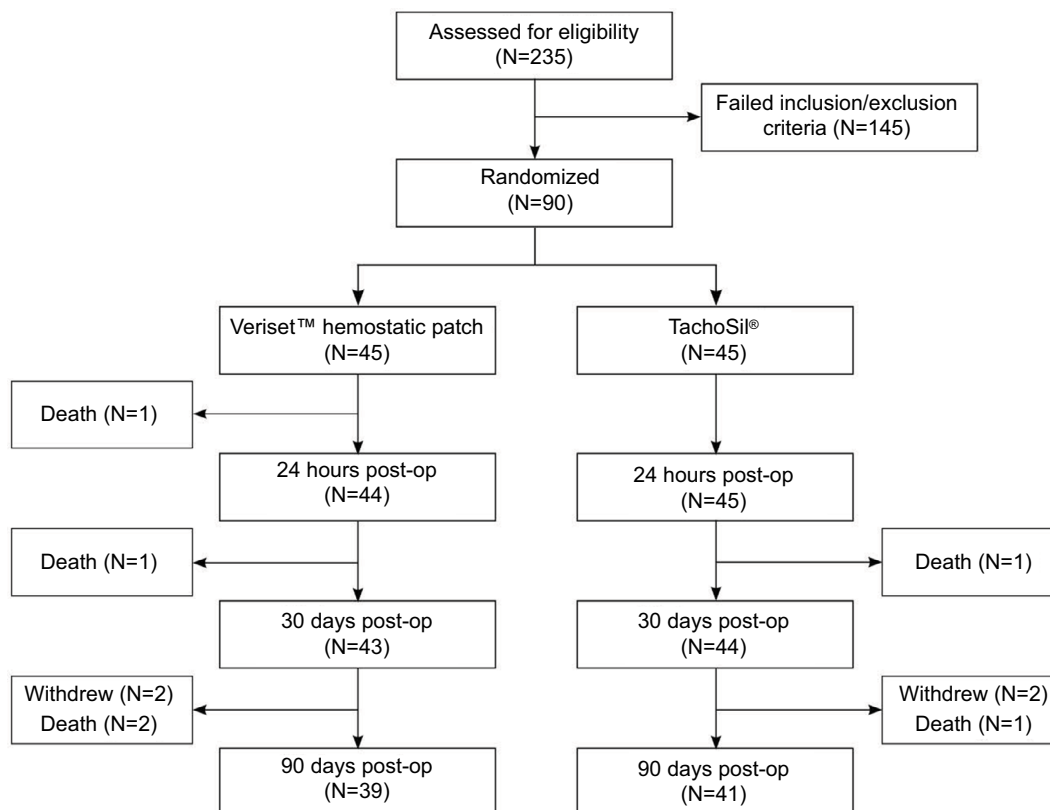 Assessed for eligibility
(N=235)
Failed inclusion/exclusion
criteria (N=145)
Randomized
(N=90)
Veriset™ hemostatic patch
(N=45)
TachoSil®
(N=45)
Death (N=1)
24 hours post-op
(N=44)
24 hours post-op
(N=45)
Death (N=1)
Death (N=1)
30 days post-op
(N=43)
30 days post-op
(N=44)
Withdrew (N=2)
Death (N=2)
Withdrew (N=2)
Death (N=1)
90 days post-op
(N=39)
90 days post-op
(N=41)